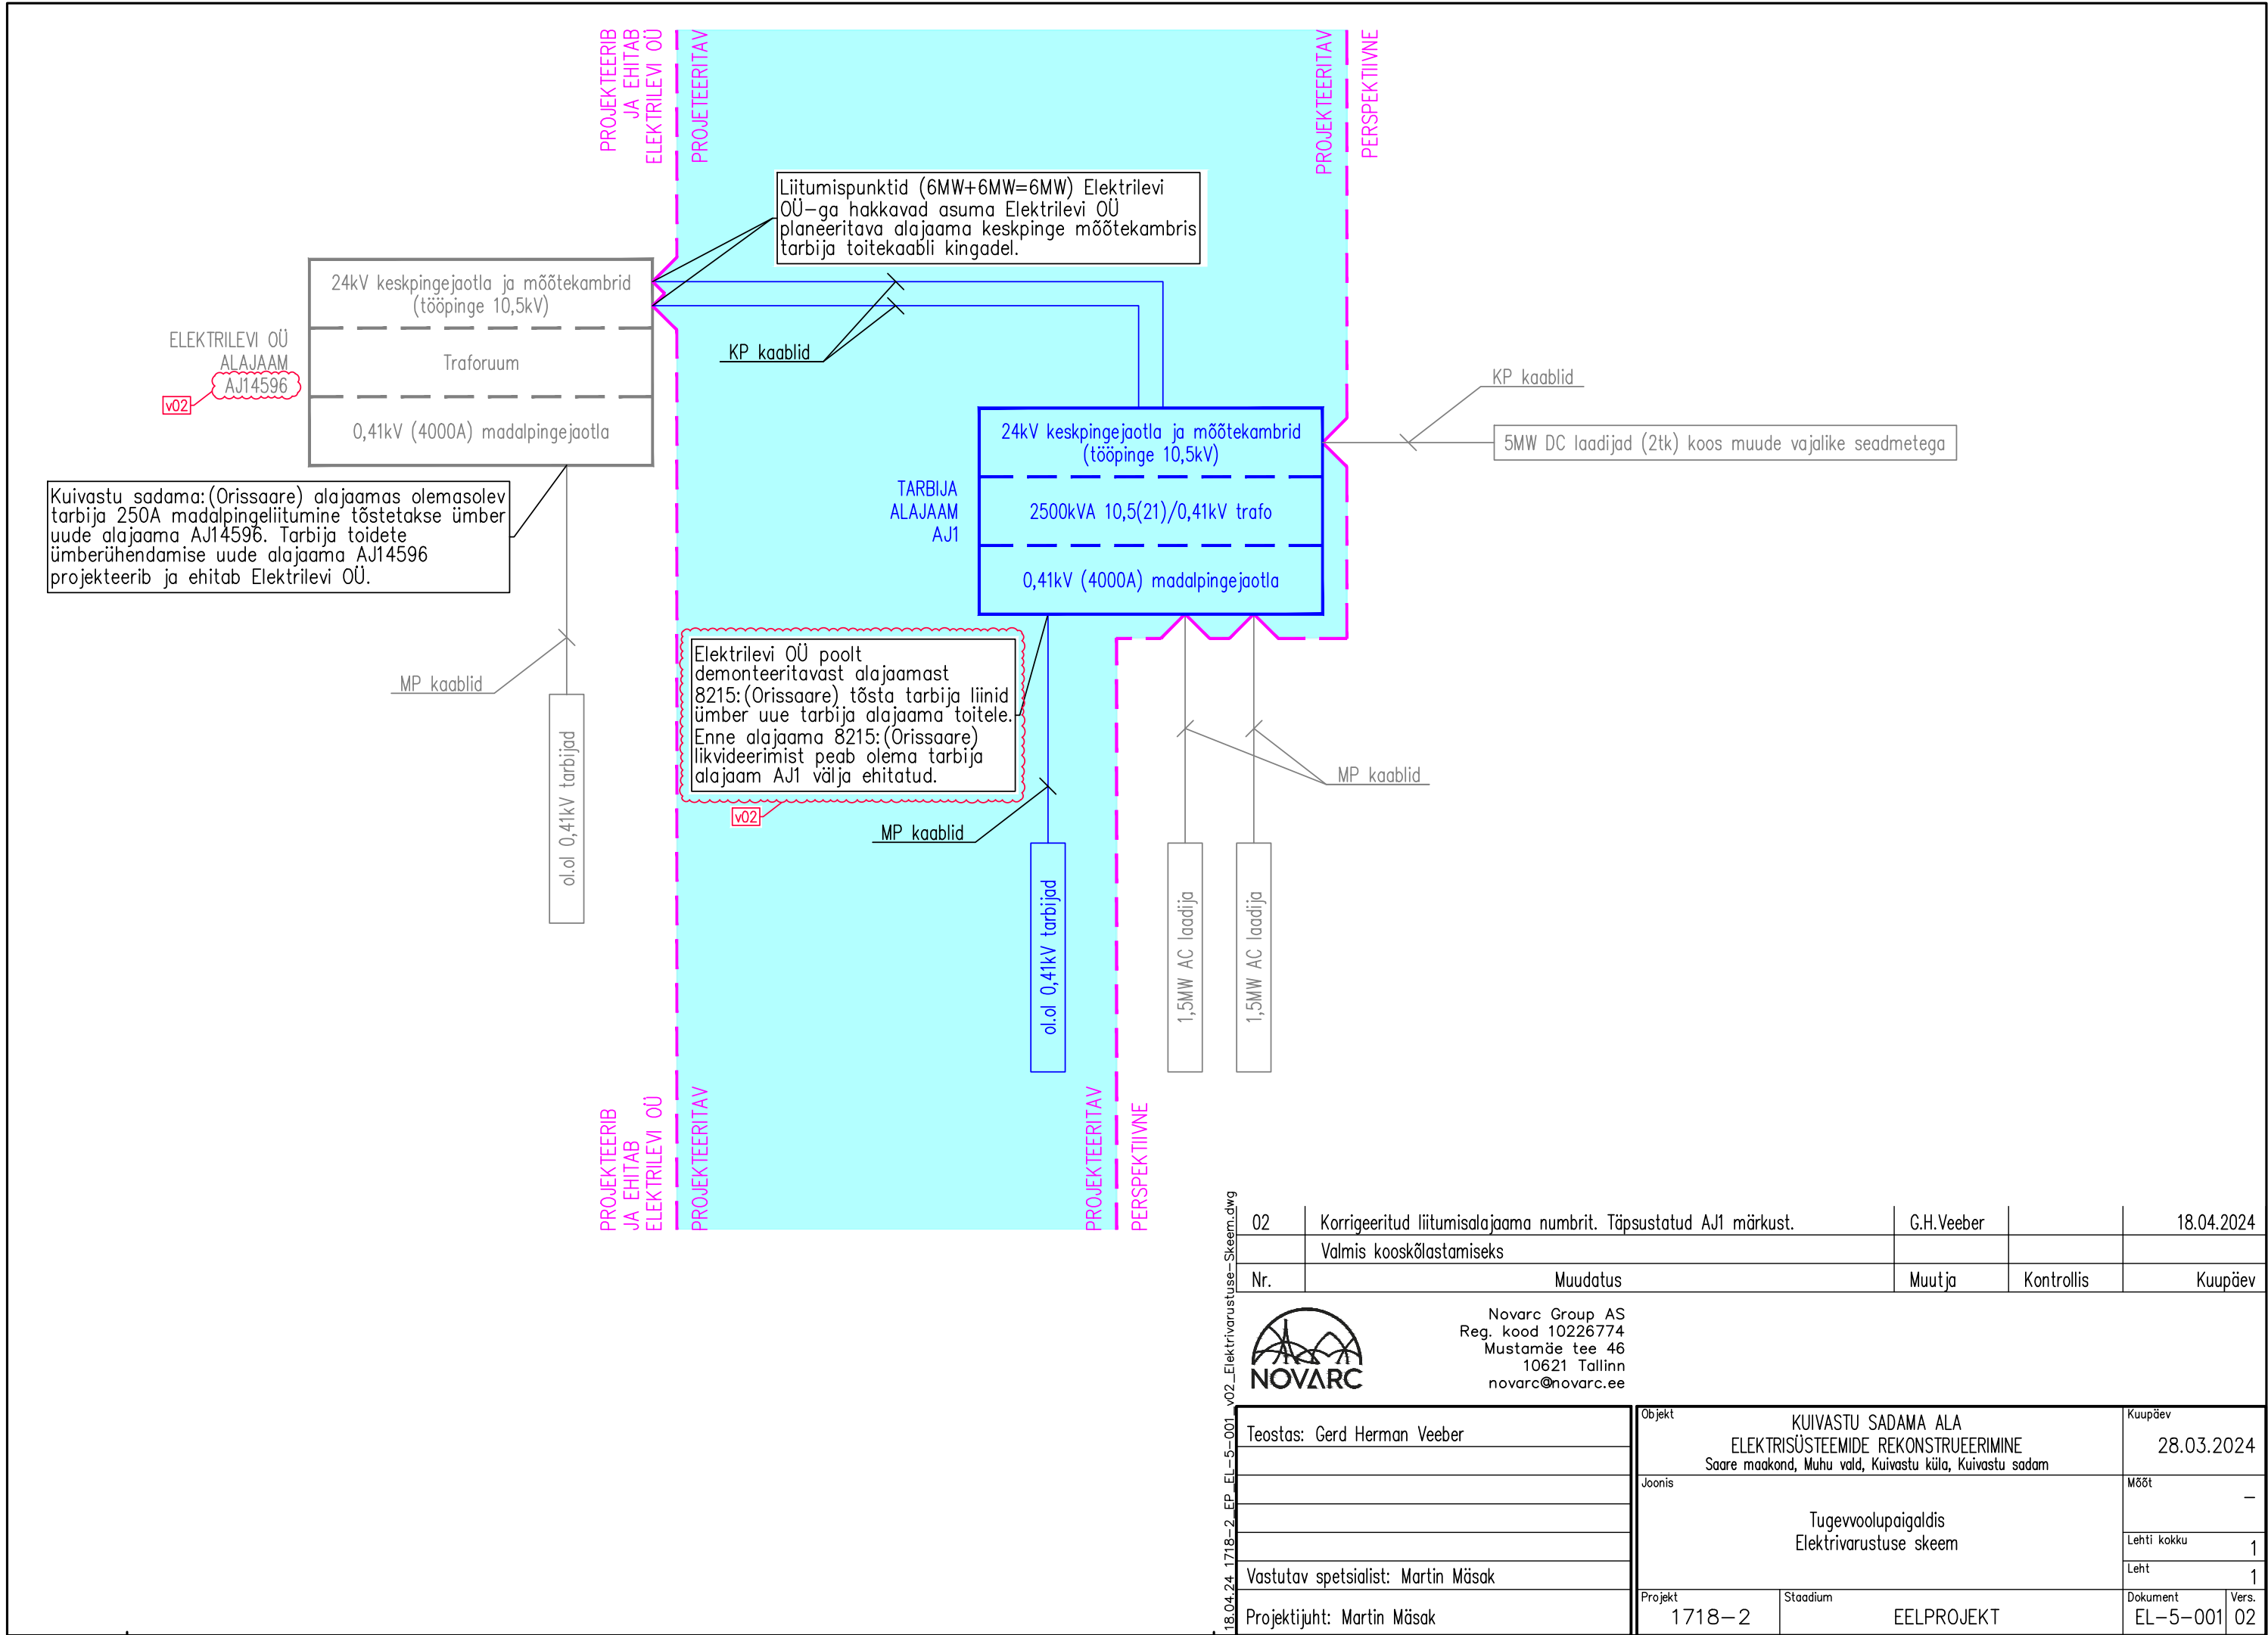 PROJEKTEERIB
JA EHITAB
ELEKTRILEVI OÜ
PROJETEERITAV
PROJEKTEERITAV
PERSPEKTIIVNE
Liitumispunktid (6MW+6MW=6MW) Elektrilevi
OÜ-ga hakkavad asuma Elektrilevi OÜ
planeeritava alajaama keskpinge mõõtekambris
tarbija toitekaabli kingadel.
24kV keskpingejaotla ja mõõtekambrid
(tööpinge 10,5kV)
Traforuum
0,41kV (4000A) madalpingejaotla
ELEKTRILEVI OÜ
ALAJAAM
AJ14596
v02
KP kaablid
KP kaablid
5MW DC laadijad (2tk) koos muude vajalike seadmetega
24kV keskpingejaotla ja mõõtekambrid
(tööpinge 10,5kV)
2500kVA 10,5(21)/0,41kV trafo
0,41kV (4000A) madalpingejaotla
TARBIJA
ALAJAAM
AJ1
Kuivastu sadama:(Orissaare) alajaamas olemasolev
tarbija 250A madalpingeliitumine tõstetakse ümber
uude alajaama AJ14596. Tarbija toidete
ümberühendamise uude alajaama AJ14596
projekteerib ja ehitab Elektrilevi OÜ.
MP kaablid
ol.ol 0,41kV tarbijad
Elektrilevi OÜ poolt
demonteeritavast alajaamast
8215:(Orissaare) tõsta tarbija liinid
ümber uue tarbija alajaama toitele.
Enne alajaama 8215:(Orissaare)
likvideerimist peab olema tarbija
alajaam AJ1 välja ehitatud.
v02
MP kaablid
MP kaablid
ol.ol 0,41kV tarbijad
1,5MW AC laadija
1,5MW AC laadija
PROJEKTEERIB
JA EHITAB
ELEKTRILEVI OÜ
PROJEKTEERITAV
PROJEKTEERITAV
PERSPEKTIIVNE
18.04.24 1718-2_EP_EL-5-001_v02_Elektrivarustuse-Skeem.dwg
02 Korrigeeritud liitumisalajaama numbrit. Täpsustatud AJ1 märkust. G.H.Veeber 18.04.2024
Valmis kooskõlastamiseks
Nr. Muudatus Muutja Kontrollis Kuupäev
NOVARC
Novarc Group AS
Reg. kood 10226774
Mustamäe tee 46
10621 Tallinn
novarc@novarc.ee
Teostas: Gerd Herman Veeber
Vastutav spetsialist: Martin Mäsak
Projektijuht: Martin Mäsak
Objekt
KUIVASTU SADAMA ALA
ELEKTRISÜSTEEMIDE REKONSTRUEERIMINE
Saare maakond, Muhu vald, Kuivastu küla, Kuivastu sadam
Kuupäev
28.03.2024
Joonis
Tugevvoolupaigaldis
Elektrivarustuse skeem
Mõõt
-
Lehti kokku
1
Leht
1
Projekt
1718-2
Staadium
EELPROJEKT
Dokument
EL-5-001
Vers.
02